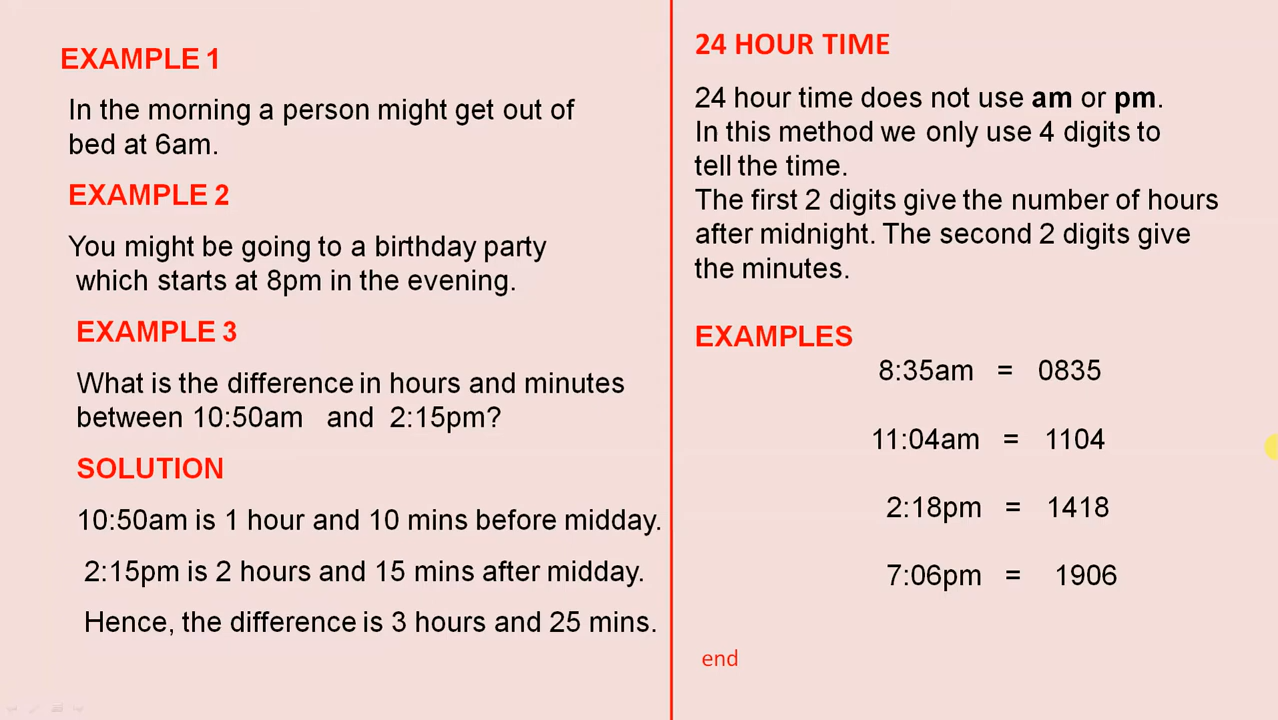 EXAMPLE 1
In the morning a person might get out of
bed at 6am.
EXAMPLE 2
You might be going to a birthday party
which starts at 8pm in the evening.
EXAMPLE 3
What is the difference in hours and minutes
between 10:50am and 2:15pm?
SOLUTION
10:50am is 1 hour and 10 mins before midday.
2:15pm is 2 hours and 15 mins after midday.
Hence, the difference is 3 hours and 25 mins.
24 HOUR TIME
24 hour time does not use am or pm.
In this method we only use 4 digits to
tell the time.
The first 2 digits give the number of hours
after midnight. The second 2 digits give
the minutes.
EXAMPLES
8:35am = 0835
11:04am = 1104
2:18pm = 1418
7:06pm = 1906
end